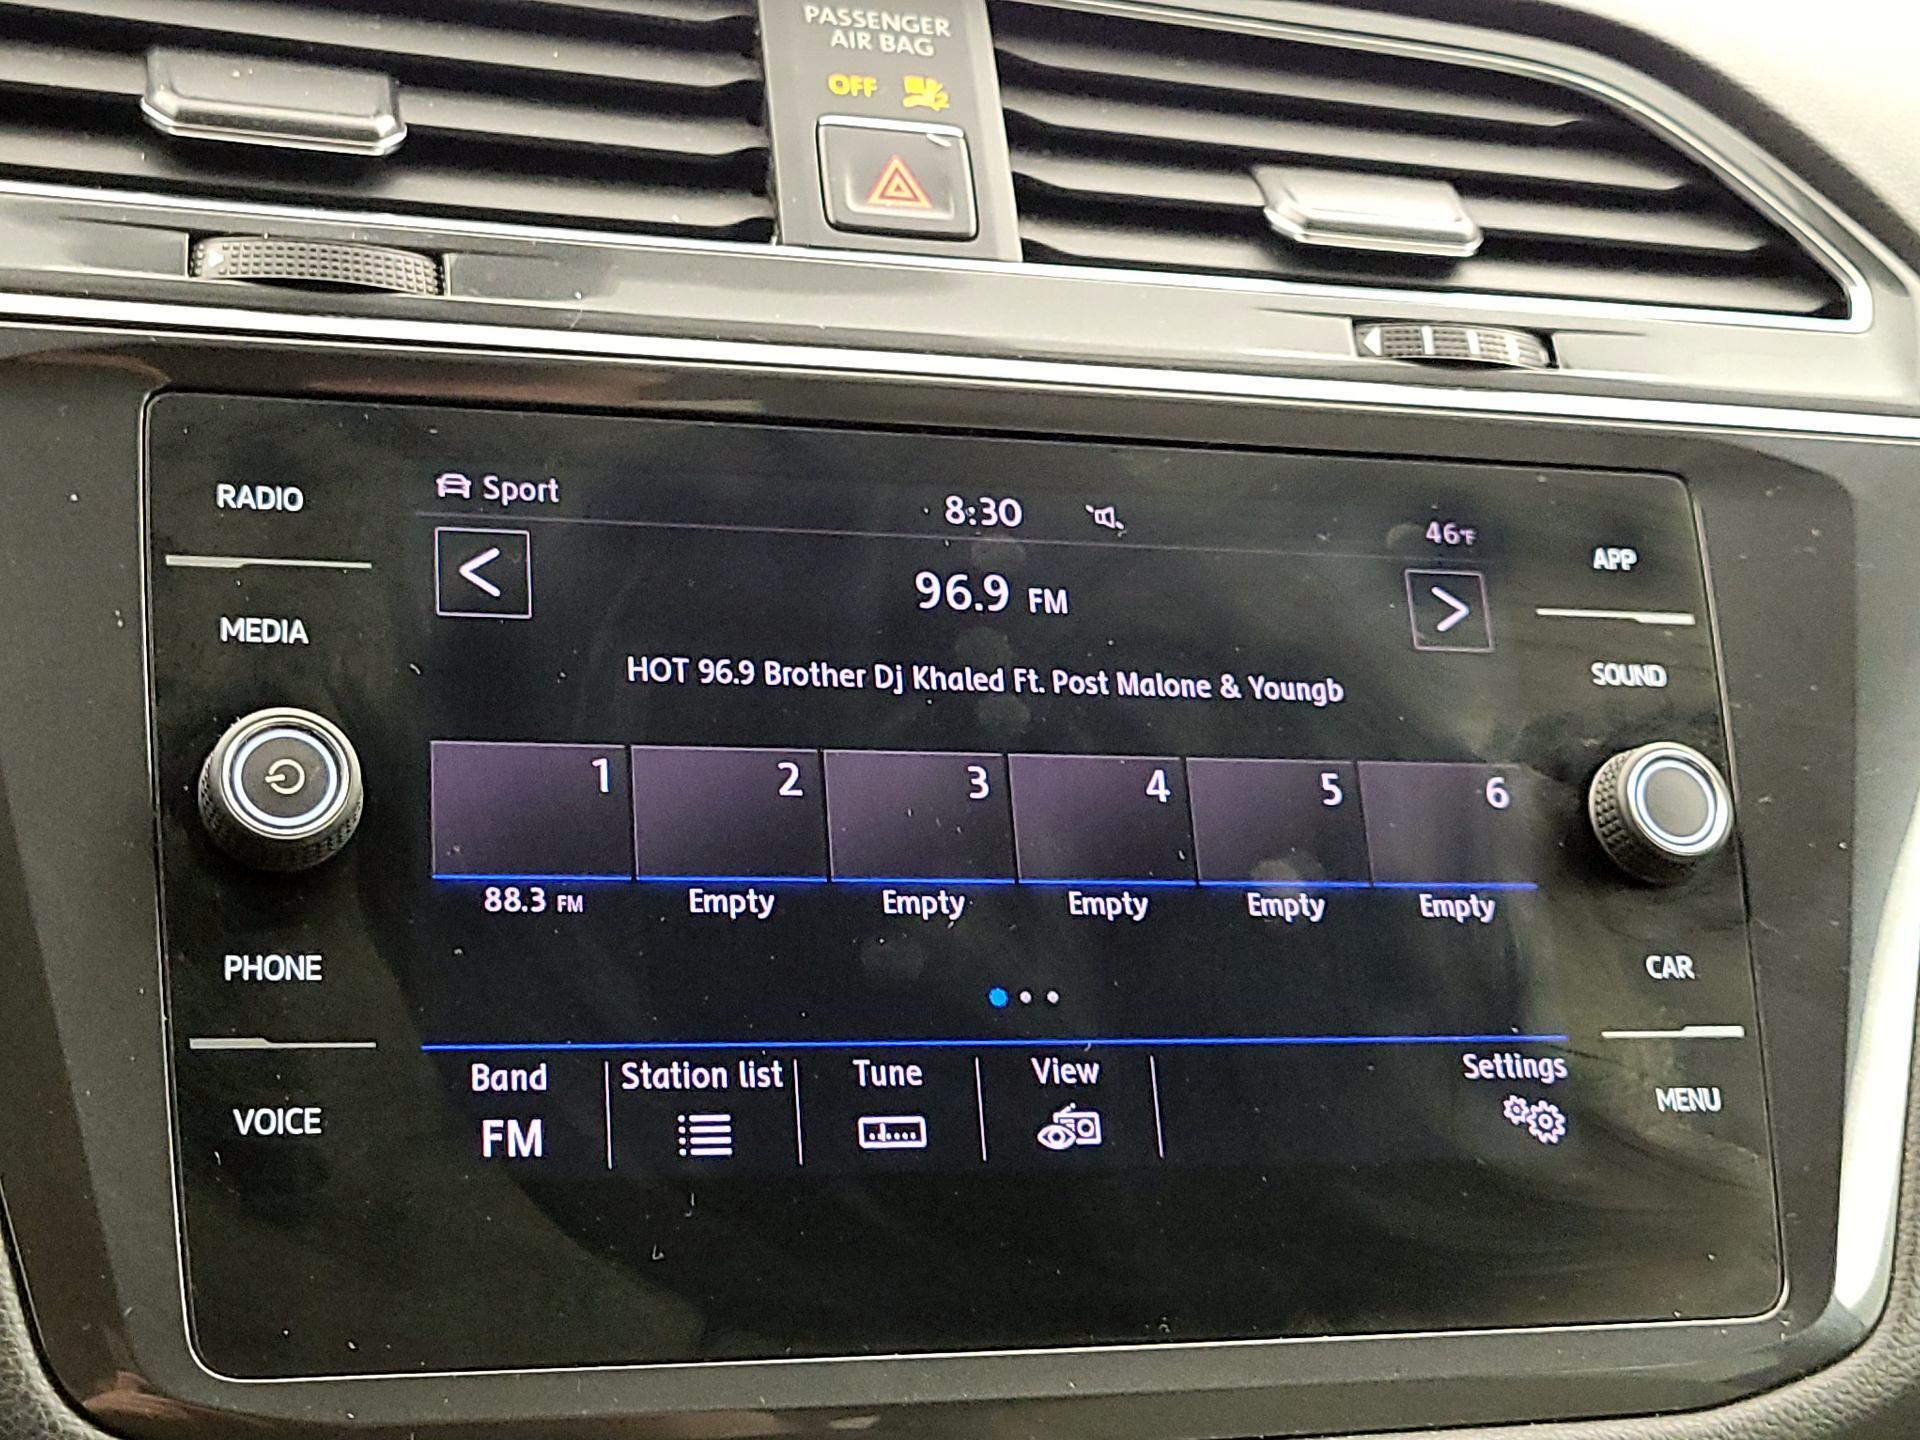 PASSENGER
AIR BAG
OFF
RADIO
MEDIA
PHONE
VOICE
Sport
8:30
46°F
<
96.9 FM
>
HOT 96.9 Brother Dj Khaled Ft. Post Malone & Youngb
1 2 3 4 5 6
88.3 FM Empty Empty Empty Empty Empty
Band Station list Tune View Settings
FM
APP
SOUND
CAR
MENU